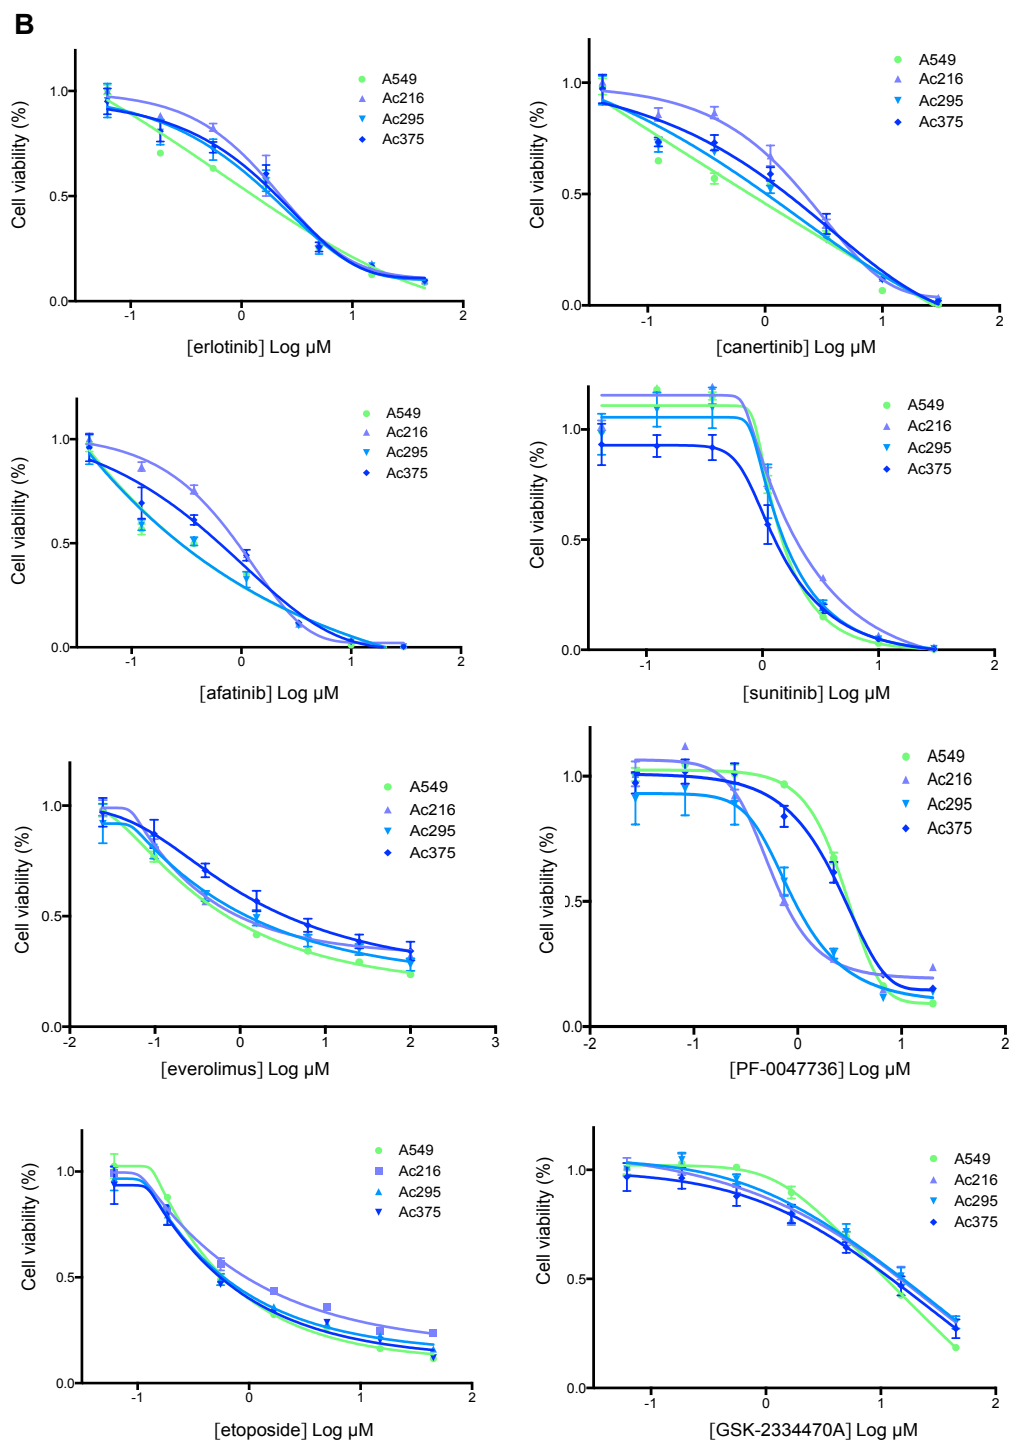 B
Cell viability (%)
1.0
0.5
0.0
-1
0
1
2
[erlotinib] Log µM
A549
Ac216
Ac295
Ac375
Cell viability (%)
1.0
0.5
0.0
-1
0
1
2
[canertinib] Log µM
A549
Ac216
Ac295
Ac375
Cell viability (%)
1.0
0.5
0.0
-1
0
1
2
[afatinib] Log µM
A549
Ac216
Ac295
Ac375
Cell viability (%)
1.0
0.5
0.0
-1
0
1
2
[sunitinib] Log µM
A549
Ac216
Ac295
Ac375
Cell viability (%)
1.0
0.5
0.0
-2
-1
0
1
2
3
[everolimus] Log µM
A549
Ac216
Ac295
Ac375
Cell viability (%)
1.0
0.5
0.0
-2
-1
0
1
2
[PF-0047736] Log µM
A549
Ac216
Ac295
Ac375
Cell viability (%)
1.0
0.5
0.0
-1
0
1
2
[etoposide] Log µM
A549
Ac216
Ac295
Ac375
Cell viability (%)
1.0
0.5
0.0
-1
0
1
2
[GSK-2334470A] Log µM
A549
Ac216
Ac295
Ac375